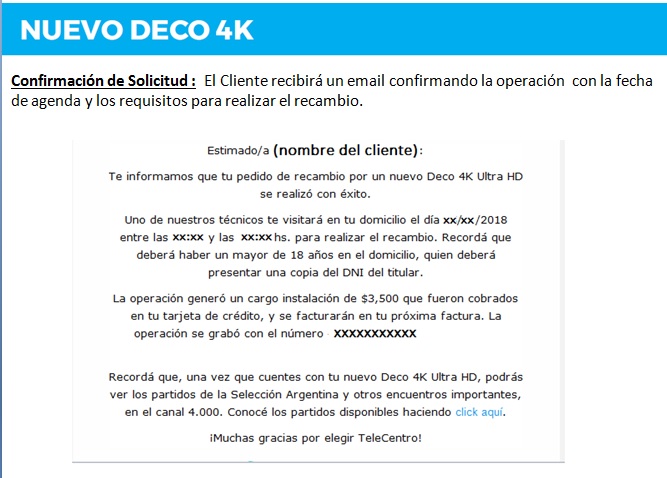 NUEVO DECO 4K
Confirmación de Solicitud : El Cliente recibirá un email confirmando la operación con la fecha
de agenda y los requisitos para realizar el recambio.
Estimado/a (nombre del cliente):
Te informamos que tu pedido de recambio por un nuevo Deco 4K Ultra HD
se realizó con éxito.
Uno de nuestros técnicos te visitará en tu domicilio el día xx/xx/2018
entre las xx:xx y las xx:xx hs. para realizar el recambio. Recordá que
deberá haber un mayor de 18 años en el domicilio, quien deberá
presentar una copia del DNI del titular.
La operación generó un cargo instalación de $3,500 que fueron cobrados
en tu tarjeta de crédito, y se facturarán en tu próxima factura. La
operación se grabó con el número XXXXXXXXXXX
Recordá que, una vez que cuentes con tu nuevo Deco 4K Ultra HD, podrás
ver los partidos de la Selección Argentina y otros encuentros importantes,
en el canal 4.000. Conocé los partidos disponibles haciendo click aquí.
¡Muchas gracias por elegir TeleCentro!